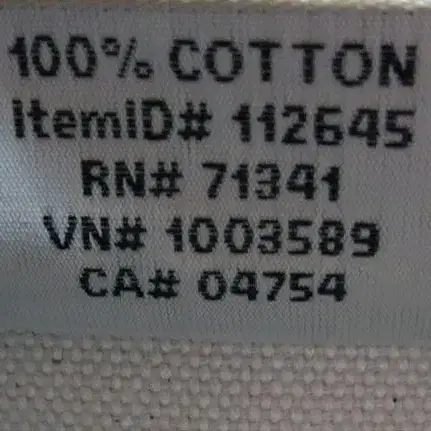 100% COTTON
ItemID# 112645
RN# 71341
VN# 1003589
CA# 04754